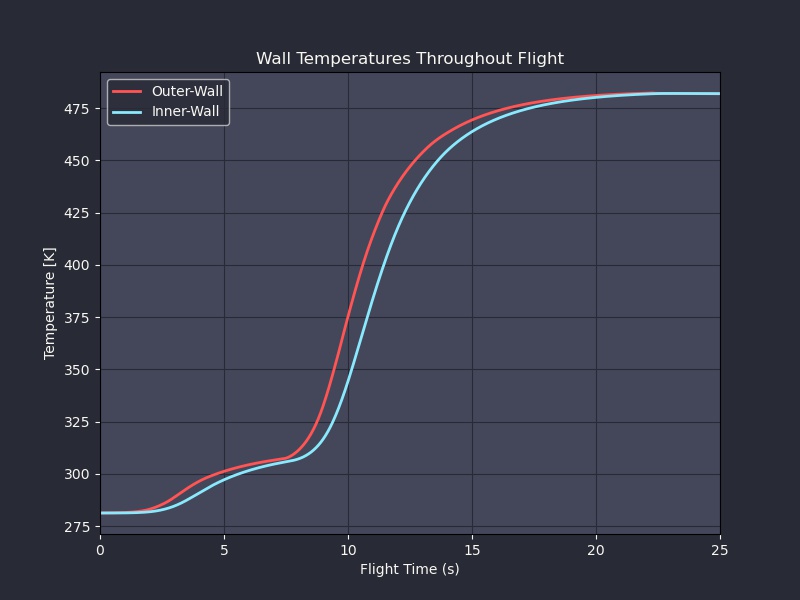 Wall Temperatures Throughout Flight
Outer-Wall
Inner-Wall
475
450
425
400
375
350
325
300
275
Temperature [K]
0 5 10 15 20 25
Flight Time (s)